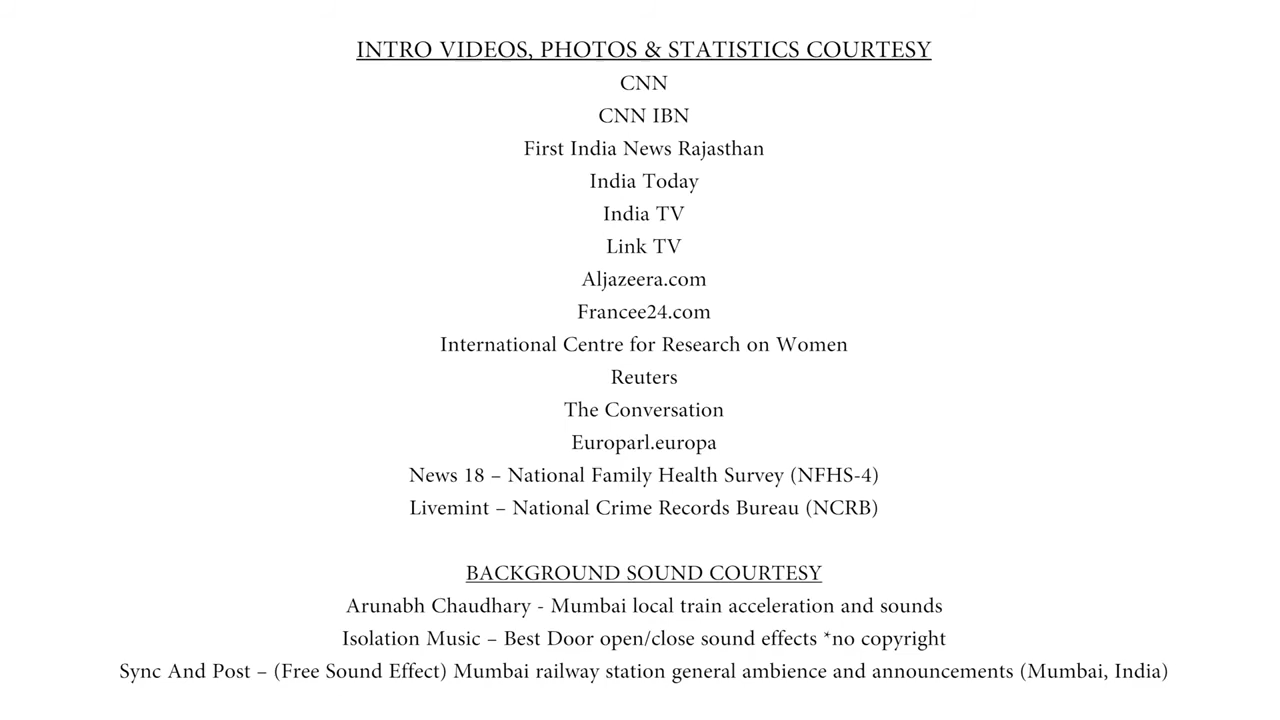 INTRO VIDEOS, PHOTOS & STATISTICS COURTESY
CNN
CNN IBN
First India News Rajasthan
India Today
India TV
Link TV
Aljazeera.com
Francee24.com
International Centre for Research on Women
Reuters
The Conversation
Europarl.europa
News 18 – National Family Health Survey (NFHS-4)
Livemint – National Crime Records Bureau (NCRB)
BACKGROUND SOUND COURTESY
Arunabh Chaudhary - Mumbai local train acceleration and sounds
Isolation Music – Best Door open/close sound effects *no copyright
Sync And Post – (Free Sound Effect) Mumbai railway station general ambience and announcements (Mumbai, India)